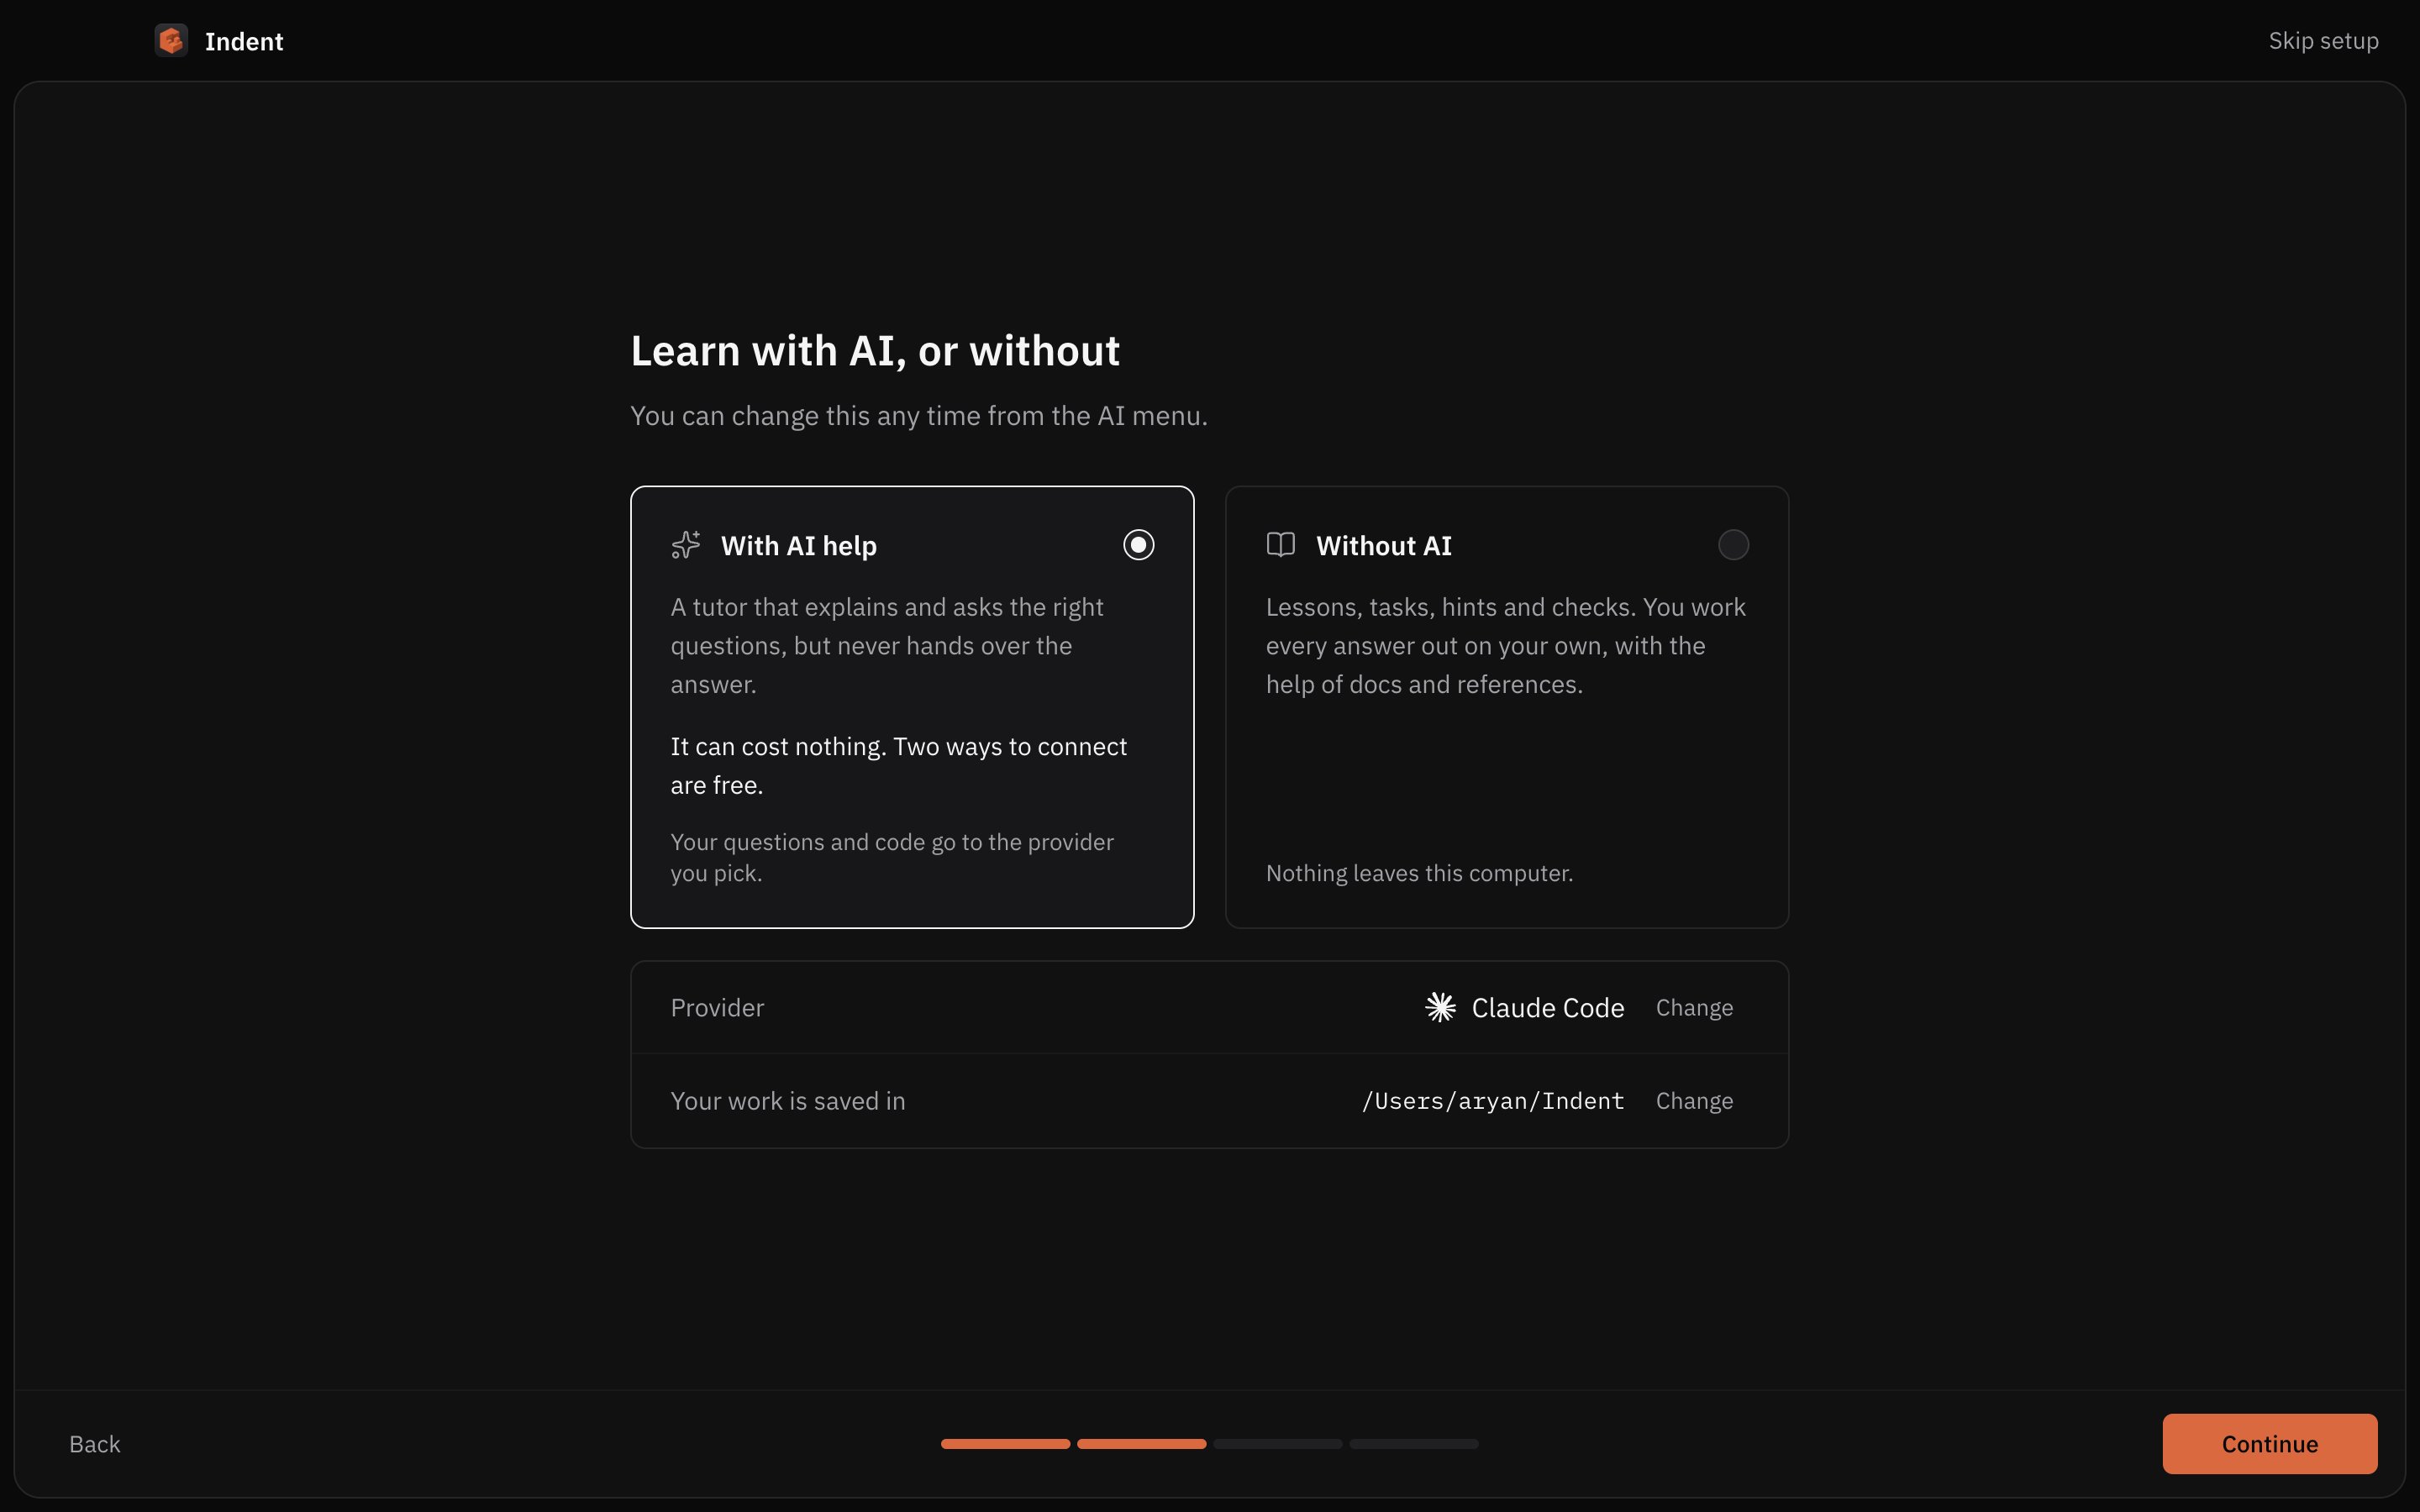 Indent
Skip setup
Learn with AI, or without
You can change this any time from the AI menu.
With AI help
A tutor that explains and asks the right
questions, but never hands over the
answer.
It can cost nothing. Two ways to connect
are free.
Your questions and code go to the provider
you pick.
Without AI
Lessons, tasks, hints and checks. You work
every answer out on your own, with the
help of docs and references.
Nothing leaves this computer.
Provider
Claude Code
Change
Your work is saved in
/Users/aryan/Indent
Change
Back
Continue